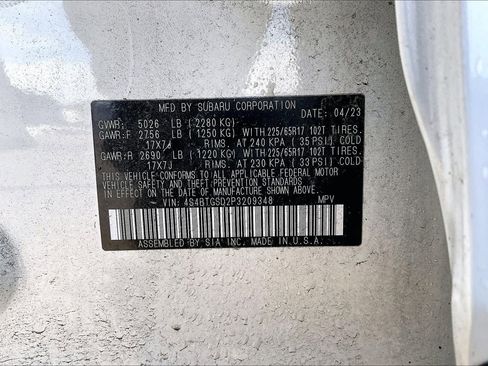 MFD BY SUBARU CORPORATION
DATE: 04/23
GVWR: 5026 LB (2280 KG)
GAWR:F 2756 LB (1250 KG) WITH 225/65R17 102T TIRES.
17X7J RIMS. AT 240 KPA (35 PSI) COLD
GAWR:R 2690 LB (1220 KG) WITH 225/65R17 102T TIRES.
17X7J RIMS. AT 230 KPA (33 PSI) COLD
THIS VEHICLE CONFORMS TO ALL APPLICABLE FEDERAL MOTOR
VEHICLE SAFETY, BUMPER, AND THEFT PREVENTION STANDARDS
IN EFFECT ON THE DATE OF MANUFACTURE SHOWN ABOVE.
VIN: 4S4BTGSD2P3209348 MPV
ASSEMBLED BY SIA INC. MADE IN U.S.A.